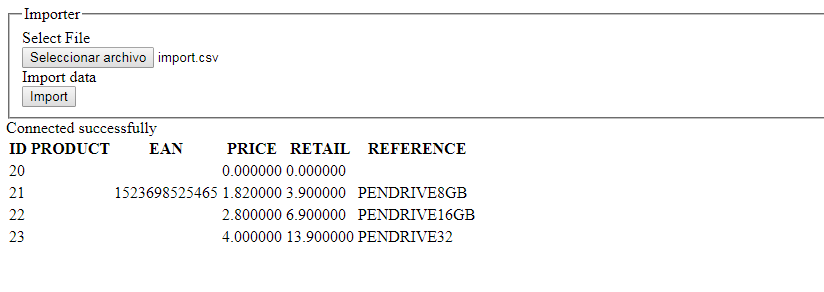 Importer
Select File
Seleccionar archivo import.csv
Import data
Import
Connected successfully
ID PRODUCT EAN PRICE RETAIL REFERENCE
20 0.000000 0.000000
21 1523698525465 1.820000 3.900000 PENDRIVE8GB
22 2.800000 6.900000 PENDRIVE16GB
23 4.000000 13.900000 PENDRIVE32